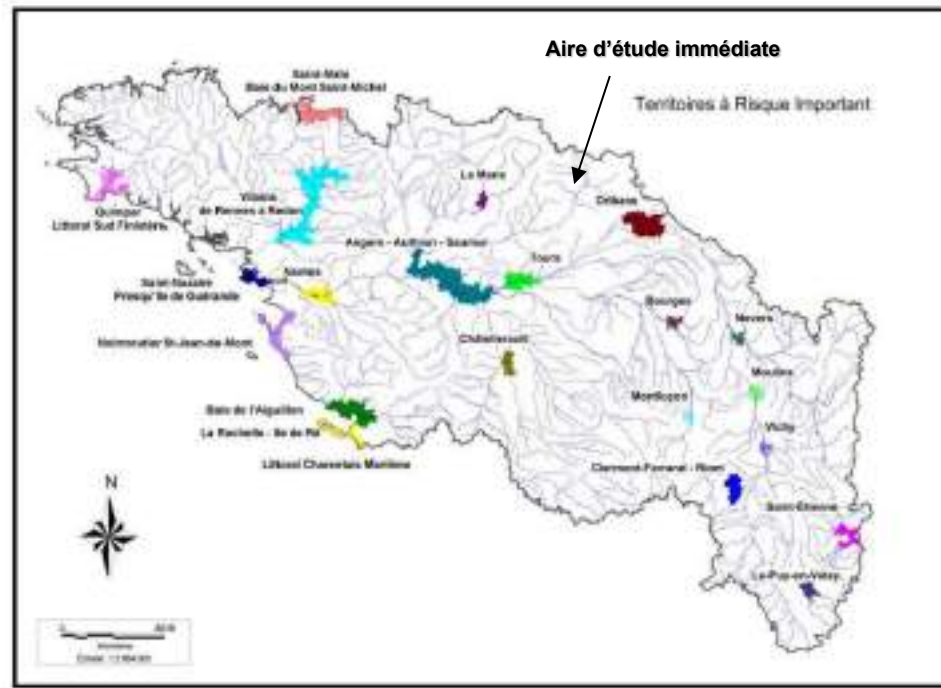 Aire d'étude immédiate
Territoires à Risque Important
Saint-Malo
Baie du Mont Saint-Michel
Le Mans
Orléans
Vilaine
de Rennes à Redon
Quimper
Littoral Sud Finistère
Angers - Authion - Saumur
Tours
Saint-Nazaire
Presqu'île de Guérande
Nantes
Bourges
Nevers
Noirmoutier St-Jean-de-Mont
Châtellerault
Moulins
Montluçon
Baie de l'Aiguillon
La Rochelle - Ile de Ré
Vichy
Littoral Charentais Maritime
Clermont-Ferrand - Riom
Saint-Etienne
N
Le-Puy-en-Velay
0